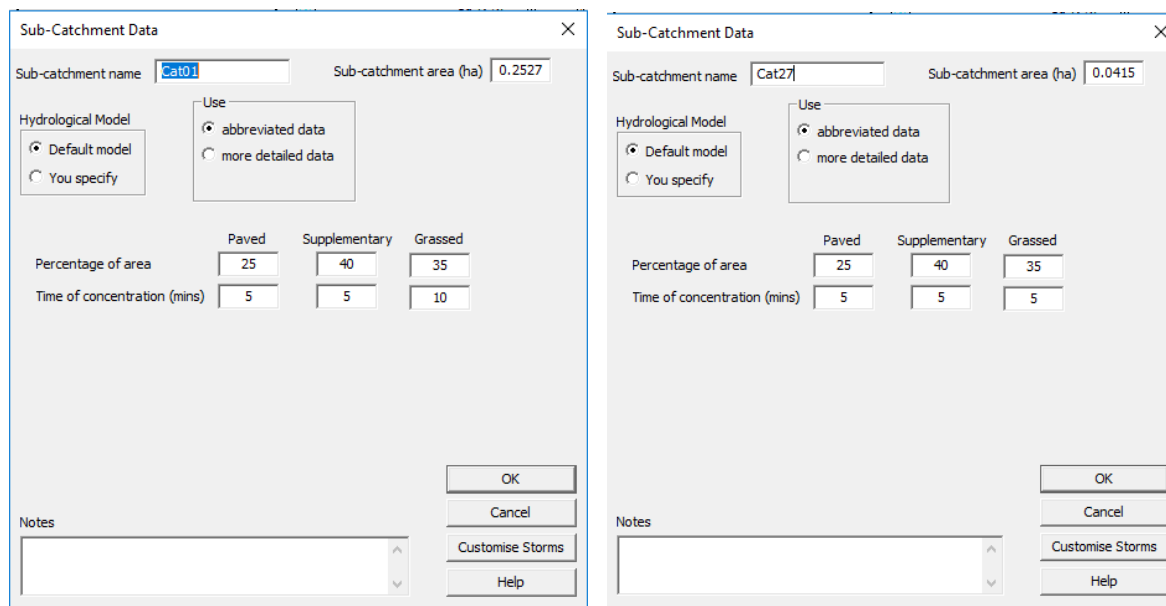 Sub-Catchment Data
Sub-catchment name Cat01 Sub-catchment area (ha) 0.2527
Use
Hydrological Model
abbreviated data
Default model
more detailed data
You specify
Paved Supplementary Grassed
Percentage of area 25 40 35
Time of concentration (mins) 5 5 10
OK
Cancel
Notes
Customise Storms
Help
Sub-Catchment Data
Sub-catchment name Cat27 Sub-catchment area (ha) 0.0415
Use
Hydrological Model
abbreviated data
Default model
more detailed data
You specify
Paved Supplementary Grassed
Percentage of area 25 40 35
Time of concentration (mins) 5 5 5
OK
Cancel
Notes
Customise Storms
Help